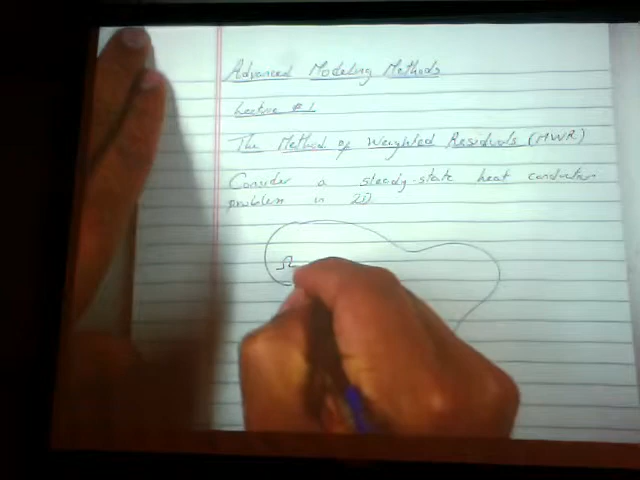 Advanced Modeling Methods
Lecture #1
The Method of Weighted Residuals (MWR)
Consider a steady-state heat conduction
problem in 2D
Ω